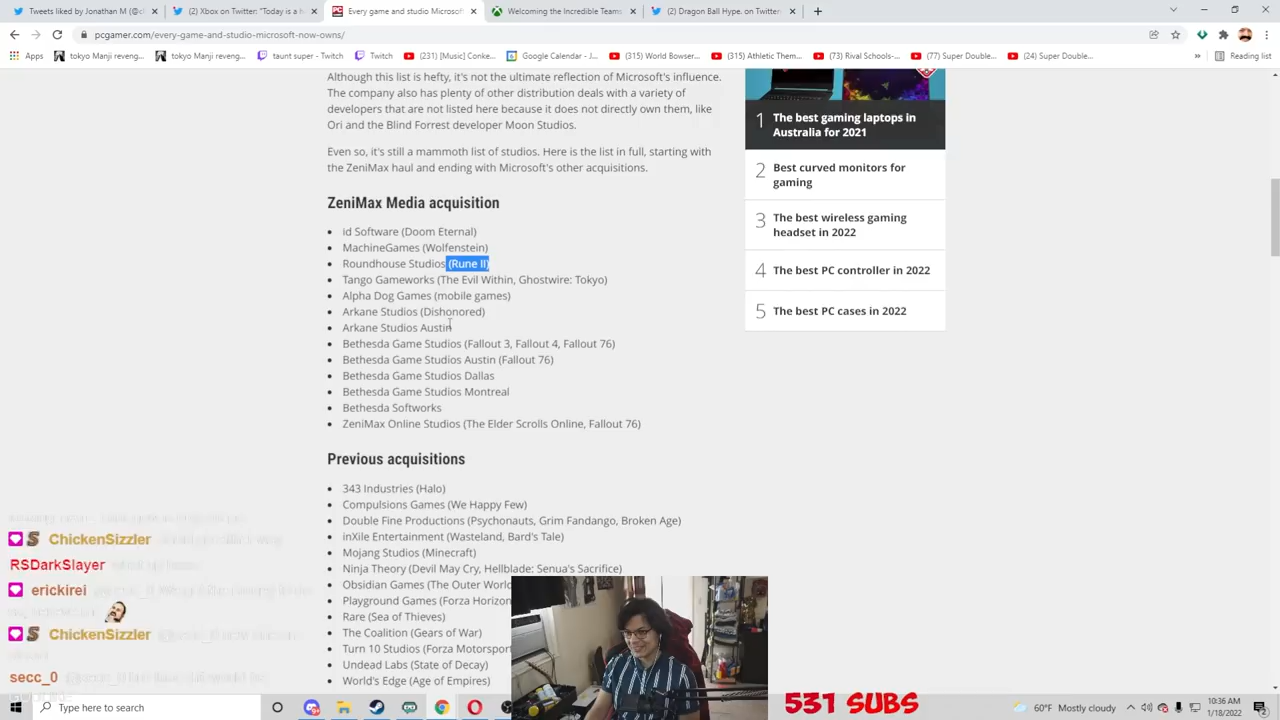 Tweets liked by Jonathan M (@cl
(2) Xbox on Twitter: "Today is a h
Every game and studio Microsoft
Welcoming the Incredible Teams
(2) Dragon Ball Hype. on Twitter:
pcgamer.com/every-game-and-studio-microsoft-now-owns/
Apps
tokyo Manji reveng...
tokyo Manji reveng...
taunt super - Twitch
Twitch
(231) [Music] Conke...
Google Calendar - J...
(315) World Bowser...
(315) Athletic Them...
(73) Rival Schools-...
(77) Super Double...
(24) Super Double...
»
Reading list
Although this list is hefty, it's not the ultimate reflection of Microsoft's influence.
The company also has plenty of other distribution deals with a variety of
developers that are not listed here because it does not directly own them, like
Ori and the Blind Forrest developer Moon Studios.
Even so, it's still a mammoth list of studios. Here is the list in full, starting with
the ZeniMax haul and ending with Microsoft's other acquisitions.
ZeniMax Media acquisition
id Software (Doom Eternal)
MachineGames (Wolfenstein)
Roundhouse Studios (Rune II)
Tango Gameworks (The Evil Within, Ghostwire: Tokyo)
Alpha Dog Games (mobile games)
Arkane Studios (Dishonored)
Arkane Studios Austin
Bethesda Game Studios (Fallout 3, Fallout 4, Fallout 76)
Bethesda Game Studios Austin (Fallout 76)
Bethesda Game Studios Dallas
Bethesda Game Studios Montreal
Bethesda Softworks
ZeniMax Online Studios (The Elder Scrolls Online, Fallout 76)
Previous acquisitions
343 Industries (Halo)
Compulsions Games (We Happy Few)
Double Fine Productions (Psychonauts, Grim Fandango, Broken Age)
inXile Entertainment (Wasteland, Bard's Tale)
Mojang Studios (Minecraft)
Ninja Theory (Devil May Cry, Hellblade: Senua's Sacrifice)
Obsidian Games (The Outer World
Playground Games (Forza Horizon
Rare (Sea of Thieves)
The Coalition (Gears of War)
Turn 10 Studios (Forza Motorsport
Undead Labs (State of Decay)
World's Edge (Age of Empires)
1 The best gaming laptops in
Australia for 2021
2 Best curved monitors for
gaming
3 The best wireless gaming
headset in 2022
4 The best PC controller in 2022
5 The best PC cases in 2022
ChickenSizzler
RSDarkSlayer
erickirei
ChickenSizzler
secc_0
531 SUBS
Type here to search
60°F Mostly cloudy
10:36 AM
1/18/2022